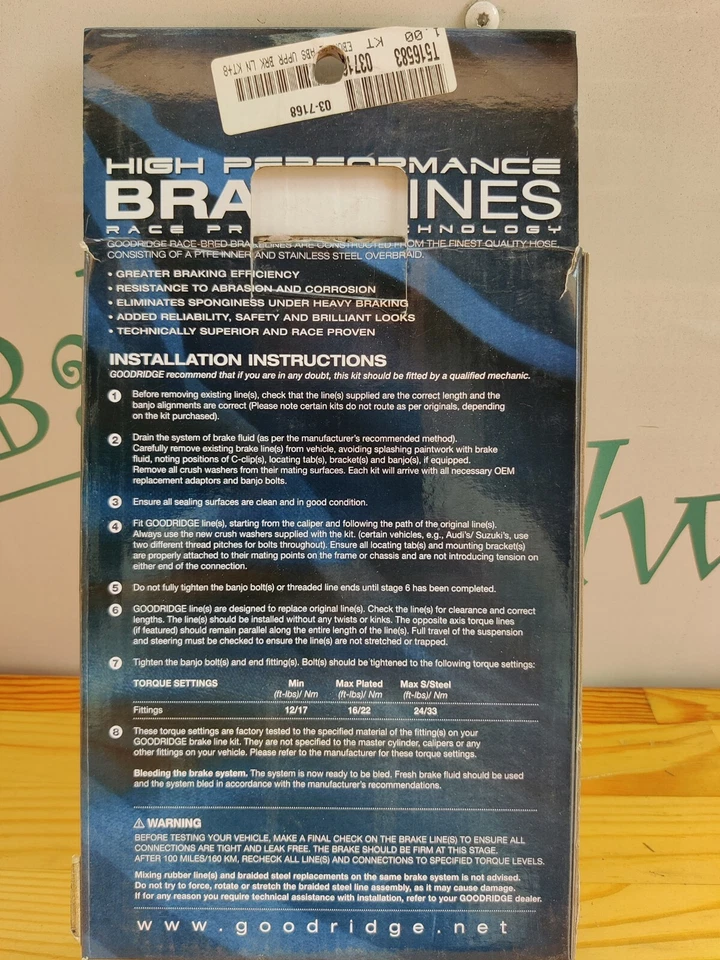 T516583
1.00
KT
03716
ABS UPPR BRK LN KT+8
03-7168
HIGH PERFORMANCE
BRA INES
RACE PR CHNOLOGY
GOODRIDGE RACE-BRED BRAKELINES ARE CONSTRUCTED FROM THE FINEST QUALITY HOSE,
CONSISTING OF A PTFE INNER AND STAINLESS STEEL OVERBRAID.
• GREATER BRAKING EFFICIENCY
• RESISTANCE TO ABRASION AND CORROSION
• ELIMINATES SPONGINESS UNDER HEAVY BRAKING
• ADDED RELIABILITY, SAFETY AND BRILLIANT LOOKS
• TECHNICALLY SUPERIOR AND RACE PROVEN
INSTALLATION INSTRUCTIONS
GOODRIDGE recommend that if you are in any doubt, this kit should be fitted by a qualified mechanic.
1 Before removing existing line(s), check that the line(s) supplied are the correct length and the
banjo alignments are correct (Please note certain kits do not route as per originals, depending
on the kit purchased).
2 Drain the system of brake fluid (as per the manufacturer's recommended method).
Carefully remove existing brake line(s) from vehicle, avoiding splashing paintwork with brake
fluid, noting positions of C-clip(s), locating tab(s), bracket(s) and banjo(s), if equipped.
Remove all crush washers from their mating surfaces. Each kit will arrive with all necessary OEM
replacement adaptors and banjo bolts.
3 Ensure all sealing surfaces are clean and in good condition.
4 Fit GOODRIDGE line(s), starting from the caliper and following the path of the original line(s).
Always use the new crush washers supplied with the kit. (certain vehicles, e.g., Audi's/ Suzuki's, use
two different thread pitches for bolts throughout). Ensure all locating tab(s) and mounting bracket(s)
are properly attached to their mating points on the frame or chassis and are not introducing tension on
either end of the connection.
5 Do not fully tighten the banjo bolt(s) or threaded line ends until stage 6 has been completed.
6 GOODRIDGE line(s) are designed to replace original line(s). Check the line(s) for clearance and correct
lengths. The line(s) should be installed without any twists or kinks. The opposite axis torque lines
(if featured) should remain parallel along the entire length of the line(s). Full travel of the suspension
and steering must be checked to ensure the line(s) are not stretched or trapped.
7 Tighten the banjo bolt(s) and end fitting(s). Bolt(s) should be tightened to the following torque settings:
TORQUE SETTINGS Min Max Plated Max S/Steel
(ft-lbs)/ Nm (ft-lbs)/ Nm (ft-lbs)/ Nm
Fittings 12/17 16/22 24/33
8 These torque settings are factory tested to the specified material of the fitting(s) on your
GOODRIDGE brake line kit. They are not specified to the master cylinder, calipers or any
other fittings on your vehicle. Please refer to the manufacturer for these torque settings.
Bleeding the brake system. The system is now ready to be bled. Fresh brake fluid should be used
and the system bled in accordance with the manufacturer's recommendations.
⚠ WARNING
BEFORE TESTING YOUR VEHICLE, MAKE A FINAL CHECK ON THE BRAKE LINE(S) TO ENSURE ALL
CONNECTIONS ARE TIGHT AND LEAK FREE. THE BRAKE SHOULD BE FIRM AT THIS STAGE.
AFTER 100 MILES/160 KM, RECHECK ALL LINE(S) AND CONNECTIONS TO SPECIFIED TORQUE LEVELS.
Mixing rubber line(s) and braided steel replacements on the same brake system is not advised.
Do not try to force, rotate or stretch the braided steel line assembly, as it may cause damage.
If for any reason you require technical assistance with installation, refer to your GOODRIDGE dealer.
www.goodridge.net